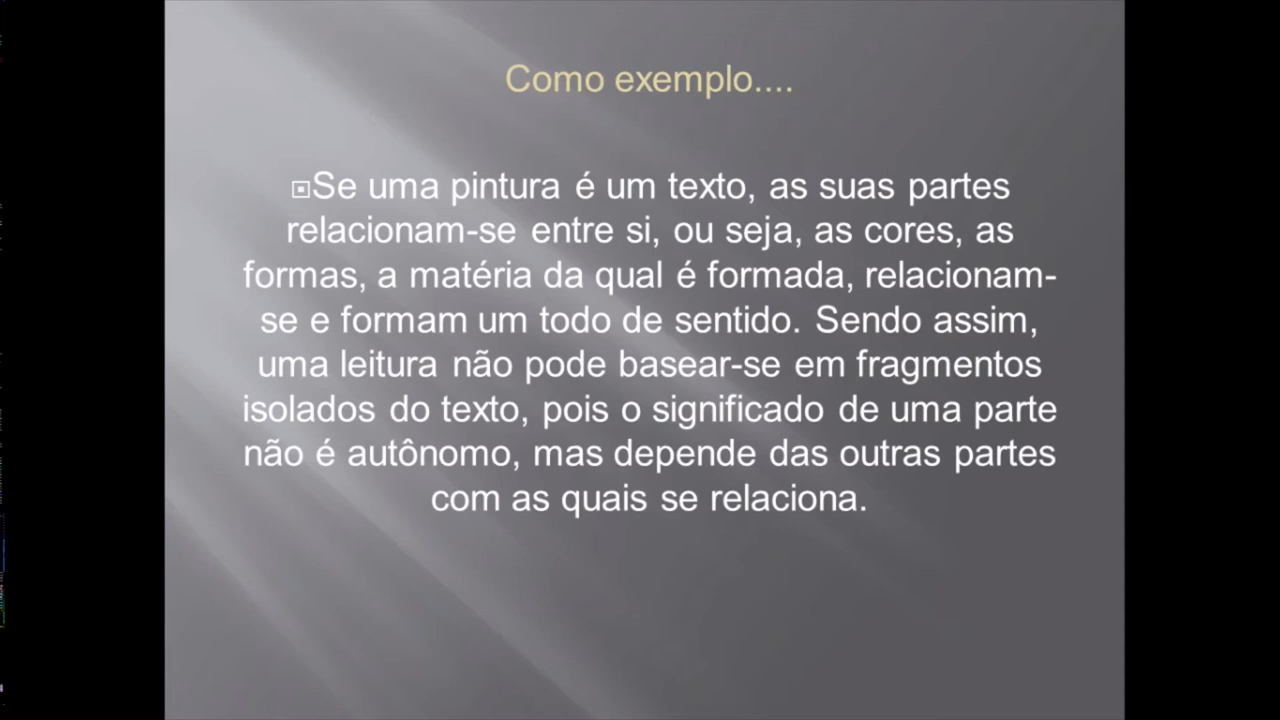 Como exemplo....
Se uma pintura é um texto, as suas partes
relacionam-se entre si, ou seja, as cores, as
formas, a matéria da qual é formada, relacionam-
se e formam um todo de sentido. Sendo assim,
uma leitura não pode basear-se em fragmentos
isolados do texto, pois o significado de uma parte
não é autônomo, mas depende das outras partes
com as quais se relaciona.